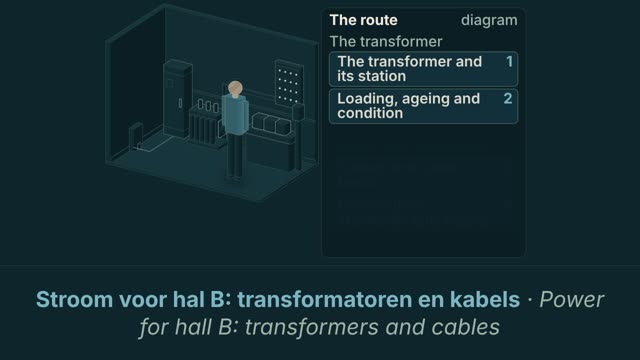 The route diagram
The transformer
The transformer and 1
its station
Loading, ageing and 2
condition
Stroom voor hal B: transformatoren en kabels · Power
for hall B: transformers and cables